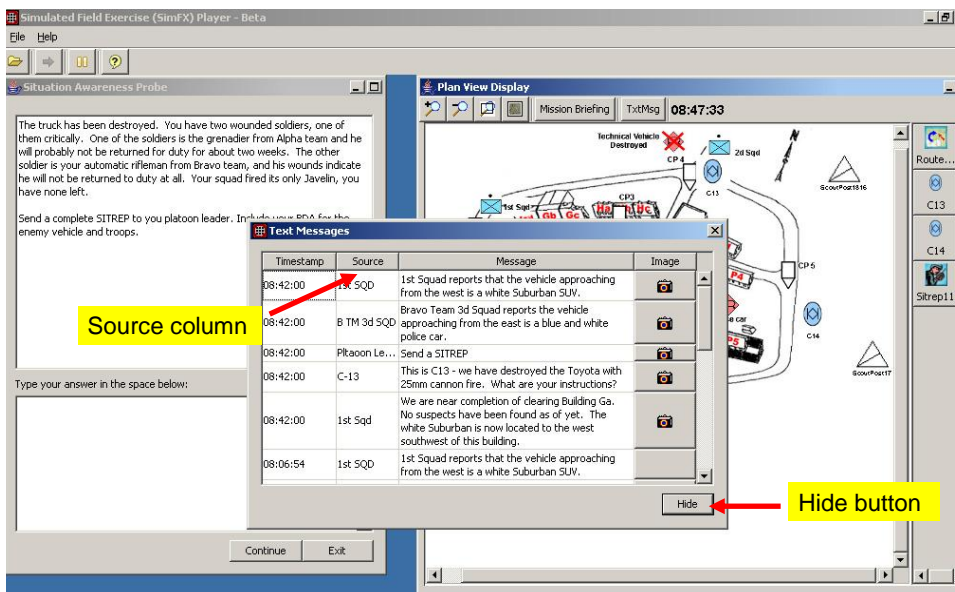 Simulated Field Exercise (SimFX) Player - Beta
File Help
Situation Awareness Probe
The truck has been destroyed. You have two wounded soldiers, one of
them critically. One of the soldiers is the grenadier from Alpha team and he
will probably not be returned for duty for about two weeks. The other
soldier is your automatic rifleman from Bravo team, and his wounds indicate
he will not be returned to duty at all. Your squad fired its only Javelin, you
have none left.
Send a complete SITREP to you platoon leader. Include your BDA for the
enemy vehicle and troops.
Type your answer in the space below:
Continue Exit
Plan View Display
Mission Briefing TxtMsg 08:47:33
Technical Vehicle
Destroyed
CP 4
2d Sqd
N
C13
ScoutPost1816
CP3
1st Sqd
Gb Gc Hn Hc
P4
CP 5
car
P5
C14
ScoutPost17
Route...
C13
C14
Sitrep11
Text Messages
Timestamp Source Message Image
08:42:00 1st SQD 1st Squad reports that the vehicle approaching
from the west is a white Suburban SUV.
08:42:00 B TM 3d SQD Bravo Team 3d Squad reports the vehicle
approaching from the east is a blue and white
police car.
08:42:00 Pltaoon Le... Send a SITREP
08:42:00 C-13 This is C13 - we have destroyed the Toyota with
25mm cannon fire. What are your instructions?
08:42:00 1st Sqd We are near completion of clearing Building Ga.
No suspects have been found as of yet. The
white Suburban is now located to the west
southwest of this building.
08:06:54 1st SQD 1st Squad reports that the vehicle approaching
from the west is a white Suburban SUV.
Hide
Source column
Hide button